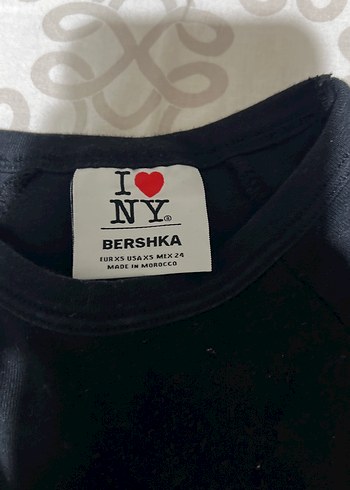 I ❤ NY®
BERSHKA
EUR XS USA XS MEX 24
MADE IN MOROCCO